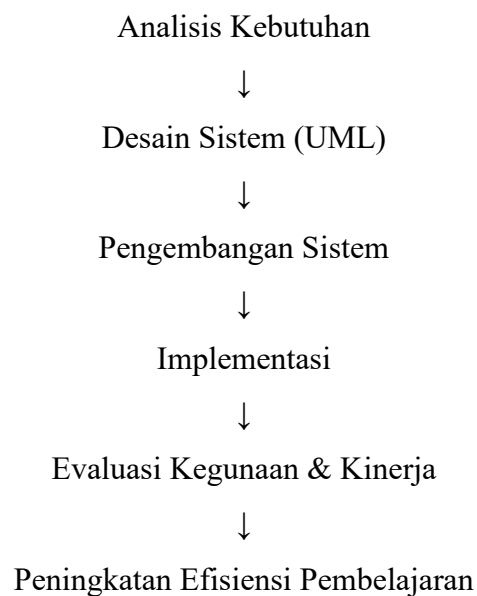 Analisis Kebutuhan
↓
Desain Sistem (UML)
↓
Pengembangan Sistem
↓
Implementasi
↓
Evaluasi Kegunaan & Kinerja
↓
Peningkatan Efisiensi Pembelajaran